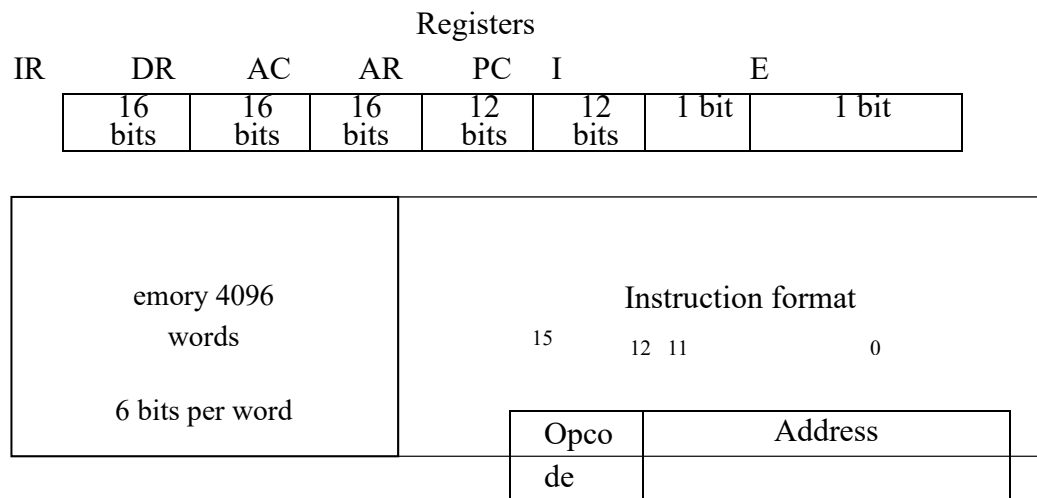 Registers
IR DR AC AR PC I E
16 bits 16 bits 16 bits 12 bits 12 bits 1 bit 1 bit
emory 4096
words
6 bits per word
Instruction format
15 12 11 0
Opco
de
Address